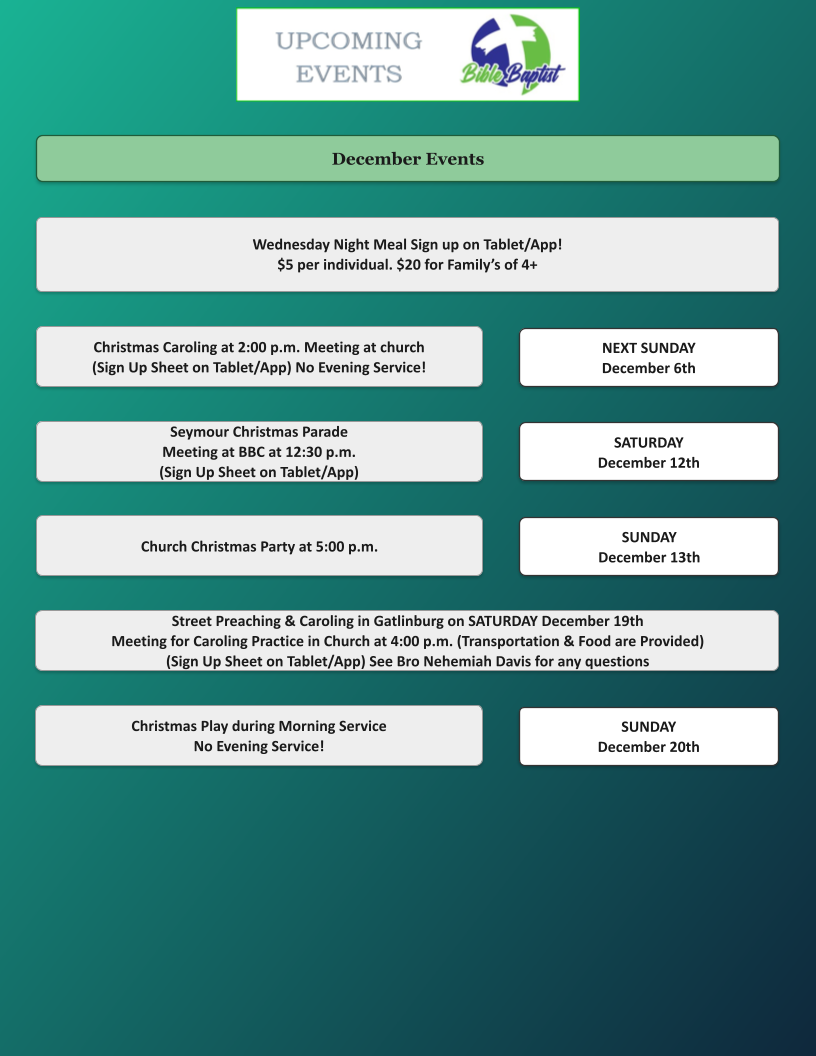 UPCOMING
EVENTS
Bible Baptist
December Events
Wednesday Night Meal Sign up on Tablet/App!
$5 per individual. $20 for Family’s of 4+
Christmas Caroling at 2:00 p.m. Meeting at church
(Sign Up Sheet on Tablet/App) No Evening Service!
NEXT SUNDAY
December 6th
Seymour Christmas Parade
Meeting at BBC at 12:30 p.m.
(Sign Up Sheet on Tablet/App)
SATURDAY
December 12th
Church Christmas Party at 5:00 p.m.
SUNDAY
December 13th
Street Preaching & Caroling in Gatlinburg on SATURDAY December 19th
Meeting for Caroling Practice in Church at 4:00 p.m. (Transportation & Food are Provided)
(Sign Up Sheet on Tablet/App) See Bro Nehemiah Davis for any questions
Christmas Play during Morning Service
No Evening Service!
SUNDAY
December 20th